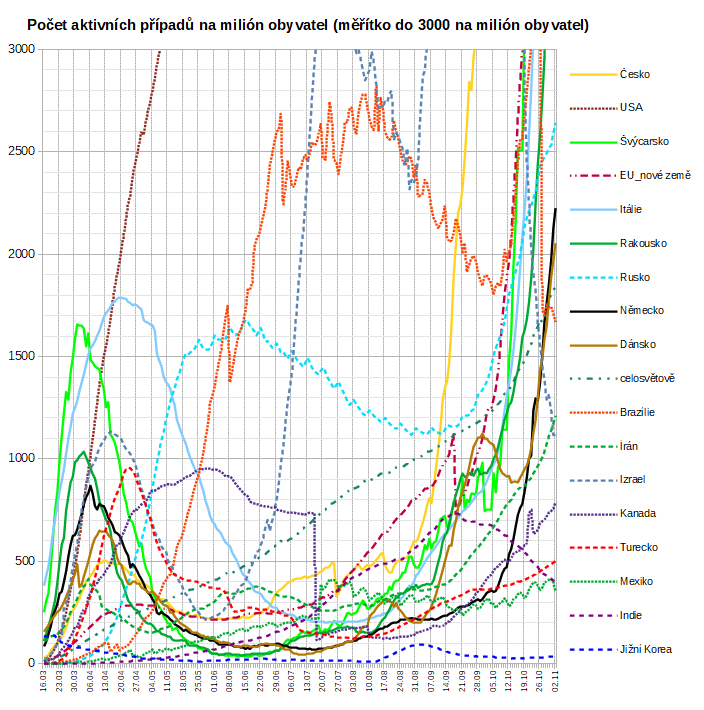 Počet aktivních případů na milión obyvatel (měřítko do 3000 na milión obyvatel)
3000
2500
2000
1500
1000
500
0
Česko
USA
Švýcarsko
EU_nové země
Itálie
Rakousko
Rusko
Německo
Dánsko
celosvětově
Brazílie
Írán
Izrael
Kanada
Turecko
Mexiko
Indie
Jižní Korea
16.03
23.03
30.03
06.04
13.04
20.04
27.04
04.05
11.05
18.05
25.05
01.06
08.06
15.06
22.06
29.06
06.07
13.07
20.07
27.07
03.08
10.08
17.08
24.08
31.08
07.09
14.09
21.09
28.09
05.10
12.10
19.10
26.10
02.11